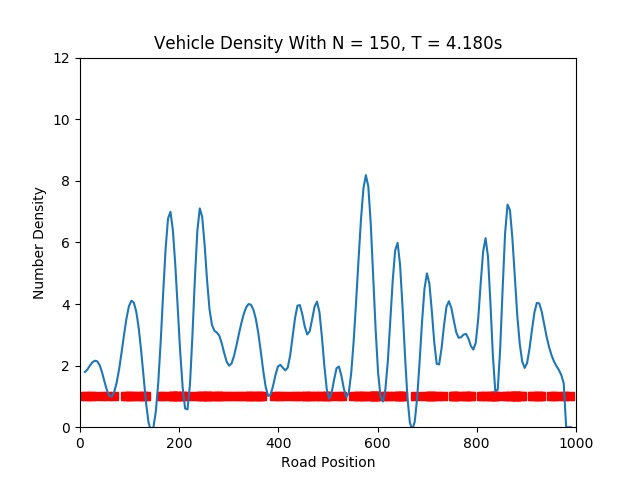 Vehicle Density With N = 150, T = 4.180s
12
10
8
6
4
2
0
Number Density
0 200 400 600 800 1000
Road Position